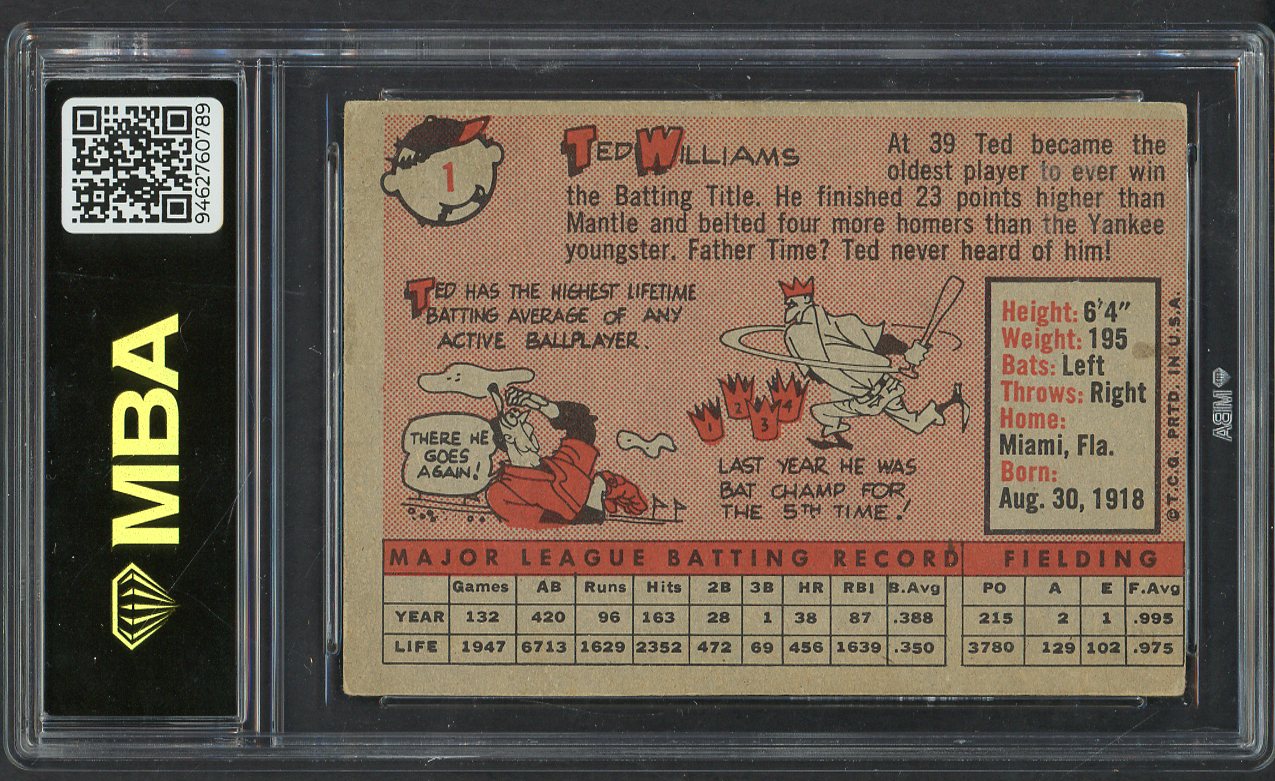 9462760789
MBA
1
TED WILLIAMS
At 39 Ted became the
oldest player to ever win
the Batting Title. He finished 23 points higher than
Mantle and belted four more homers than the Yankee
youngster. Father Time? Ted never heard of him!
TED HAS THE HIGHEST LIFETIME
BATTING AVERAGE OF ANY
ACTIVE BALLPLAYER.
THERE HE
GOES
AGAIN!
1 2 3 4
LAST YEAR HE WAS
BAT CHAMP FOR
THE 5TH TIME!
Height: 6'4"
Weight: 195
Bats: Left
Throws: Right
Home:
Miami, Fla.
Born:
Aug. 30, 1918
©T.C.G. PRTD. IN U.S.A.
MBA
MAJOR LEAGUE BATTING RECORD FIELDING
Games AB Runs Hits 2B 3B HR RBI B.Avg PO A E F.Avg
YEAR 132 420 96 163 28 1 38 87 .388 215 2 1 .995
LIFE 1947 6713 1629 2352 472 69 456 1639 .350 3780 129 102 .975